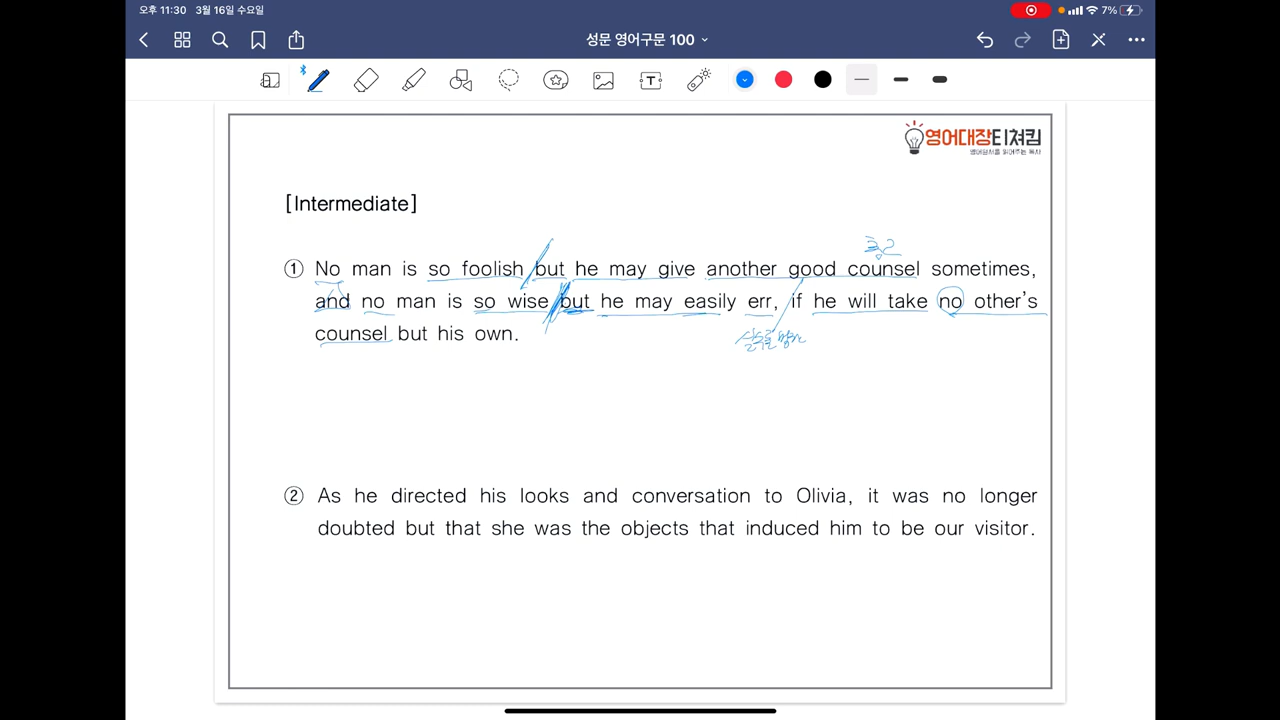 오후 11:30 3월 16일 수요일
7%
성문 영어구문 100
영어대장티쳐킴
[Intermediate]
충고
① No man is so foolish but he may give another good counsel sometimes,
and no man is so wise but he may easily err, if he will take no other's
counsel but his own.
② As he directed his looks and conversation to Olivia, it was no longer
doubted but that she was the objects that induced him to be our visitor.